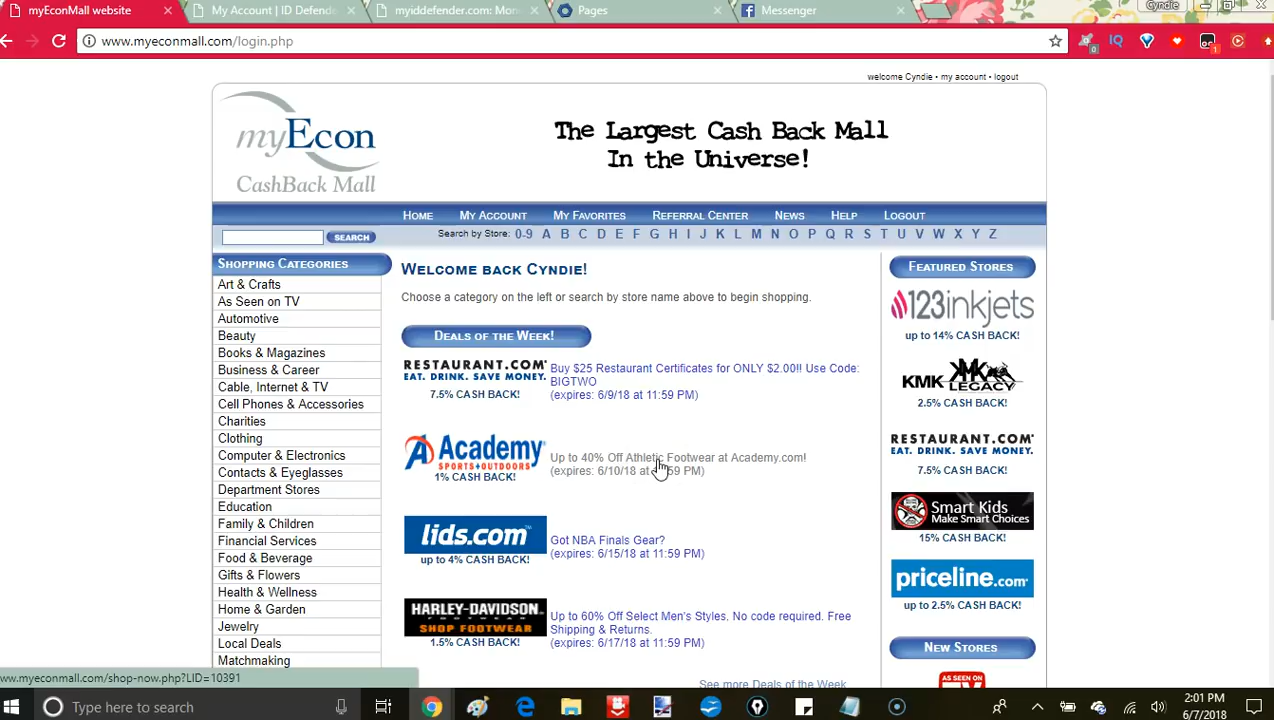 myEconMall website
My Account | ID Defende
myiddefender.com: Mon
Pages
Messenger
Cyndie
www.myeconmall.com/login.php
IQ
0
1
welcome Cyndie • my account • logout
myEcon
CashBack Mall
The Largest Cash Back Mall
In the Universe!
Home My Account My Favorites Referral Center News Help Logout
SEARCH
Search by Store: 0-9 A B C D E F G H I J K L M N O P Q R S T U V W X Y Z
Shopping Categories
Art & Crafts
As Seen on TV
Automotive
Beauty
Books & Magazines
Business & Career
Cable, Internet & TV
Cell Phones & Accessories
Charities
Clothing
Computer & Electronics
Contacts & Eyeglasses
Department Stores
Education
Family & Children
Financial Services
Food & Beverage
Gifts & Flowers
Health & Wellness
Home & Garden
Jewelry
Local Deals
Matchmaking
Welcome back Cyndie!
Choose a category on the left or search by store name above to begin shopping.
Deals of the Week!
RESTAURANT.COM
EAT. DRINK. SAVE MONEY.
7.5% CASH BACK!
Buy $25 Restaurant Certificates for ONLY $2.00!! Use Code:
BIGTWO
(expires: 6/9/18 at 11:59 PM)
Academy
SPORTS+OUTDOORS
1% CASH BACK!
Up to 40% Off Athletic Footwear at Academy.com!
(expires: 6/10/18 at 59 PM)
lids.com
up to 4% CASH BACK!
Got NBA Finals Gear?
(expires: 6/15/18 at 11:59 PM)
HARLEY-DAVIDSON
FOOTWEAR
SHOP FOOTWEAR
1.5% CASH BACK!
Up to 60% Off Select Men's Styles. No code required. Free
Shipping & Returns.
(expires: 6/17/18 at 11:59 PM)
See more Deals of the Week
Featured Stores
123inkjets
up to 14% CASH BACK!
KMK
LEGACY
2.5% CASH BACK!
RESTAURANT.COM
EAT. DRINK. SAVE MONEY.
7.5% CASH BACK!
Smart Kids
Make Smart Choices
15% CASH BACK!
priceline.com
up to 2.5% CASH BACK!
New Stores
AS SEEN ON
ww.myeconmall.com/shop-now.php?LID=10391
Type here to search
2:01 PM
6/7/2018